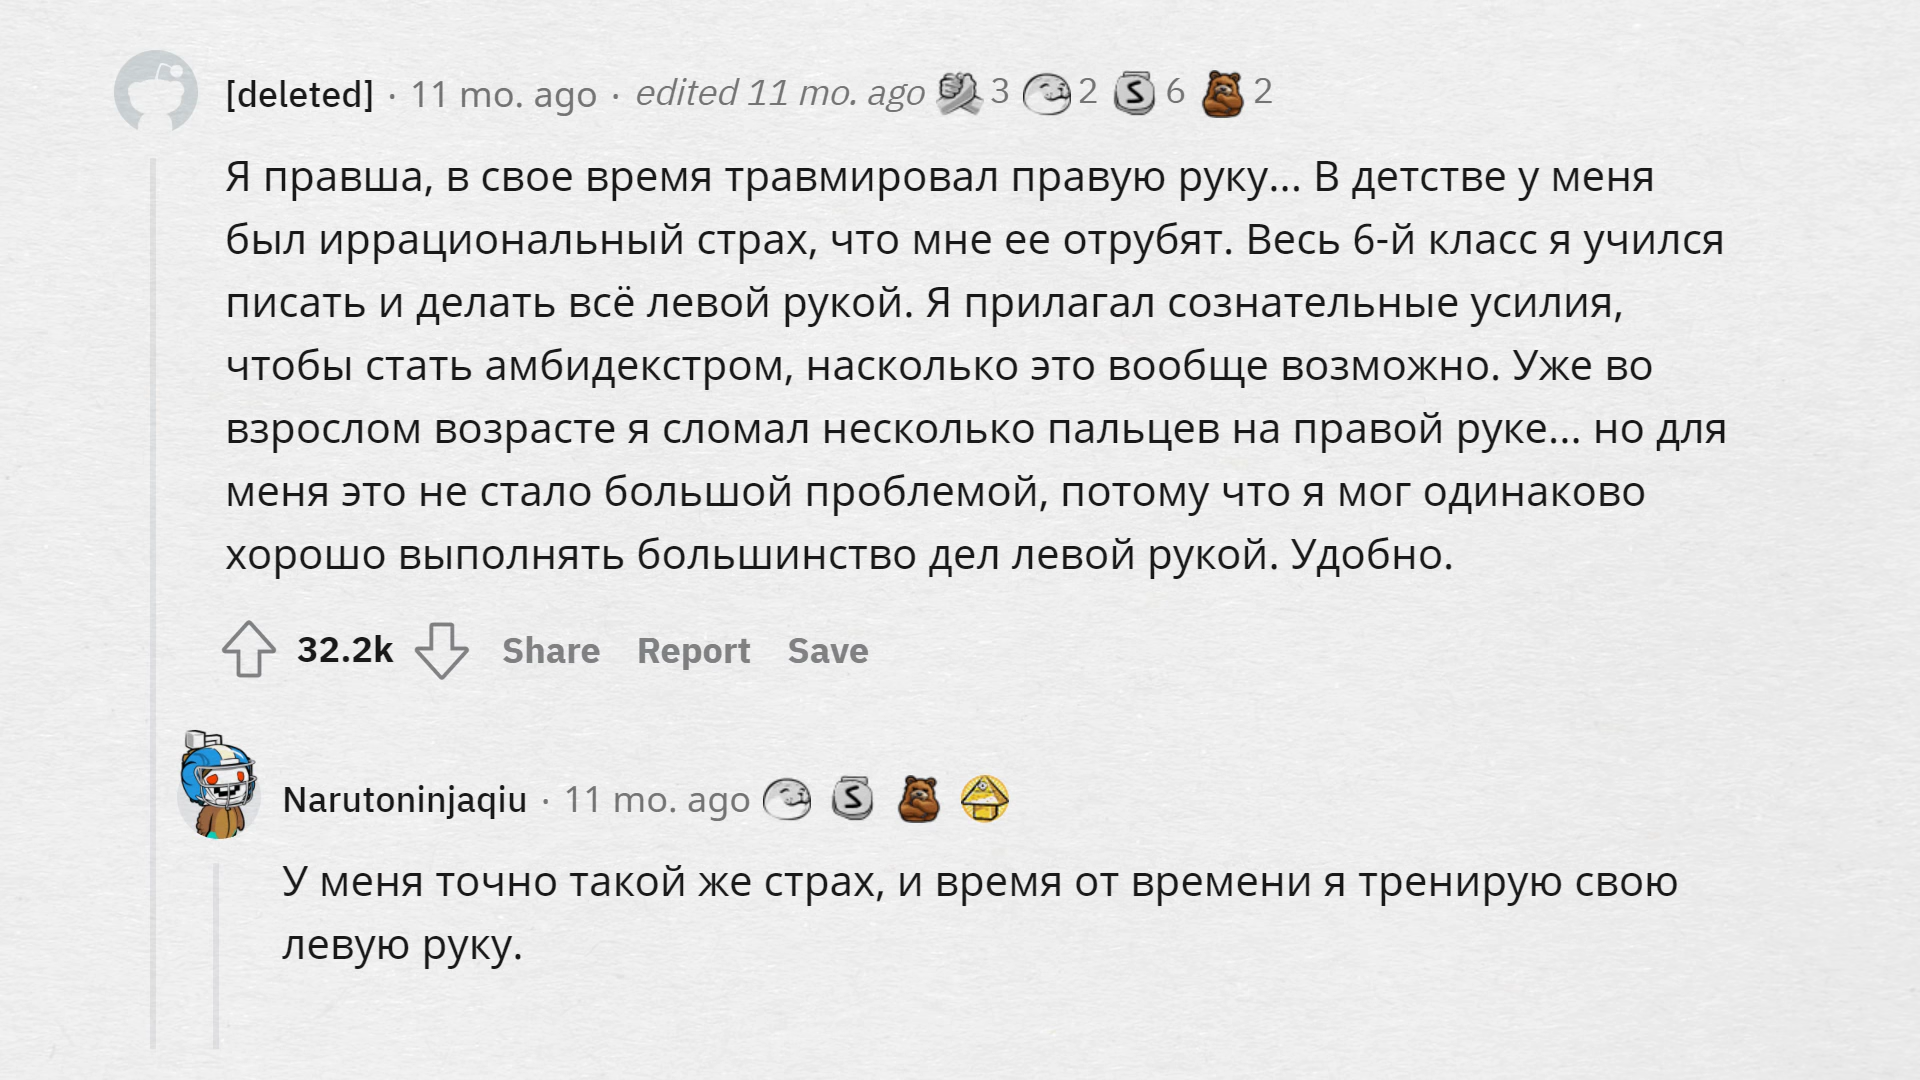 [deleted] · 11 mo. ago · edited 11 mo. ago 3 2 S 6 2
Я правша, в свое время травмировал правую руку... В детстве у меня
был иррациональный страх, что мне ее отрубят. Весь 6-й класс я учился
писать и делать всё левой рукой. Я прилагал сознательные усилия,
чтобы стать амбидекстром, насколько это вообще возможно. Уже во
взрослом возрасте я сломал несколько пальцев на правой руке... но для
меня это не стало большой проблемой, потому что я мог одинаково
хорошо выполнять большинство дел левой рукой. Удобно.
32.2k Share Report Save
Narutoninjaqiu · 11 mo. ago S
У меня точно такой же страх, и время от времени я тренирую свою
левую руку.